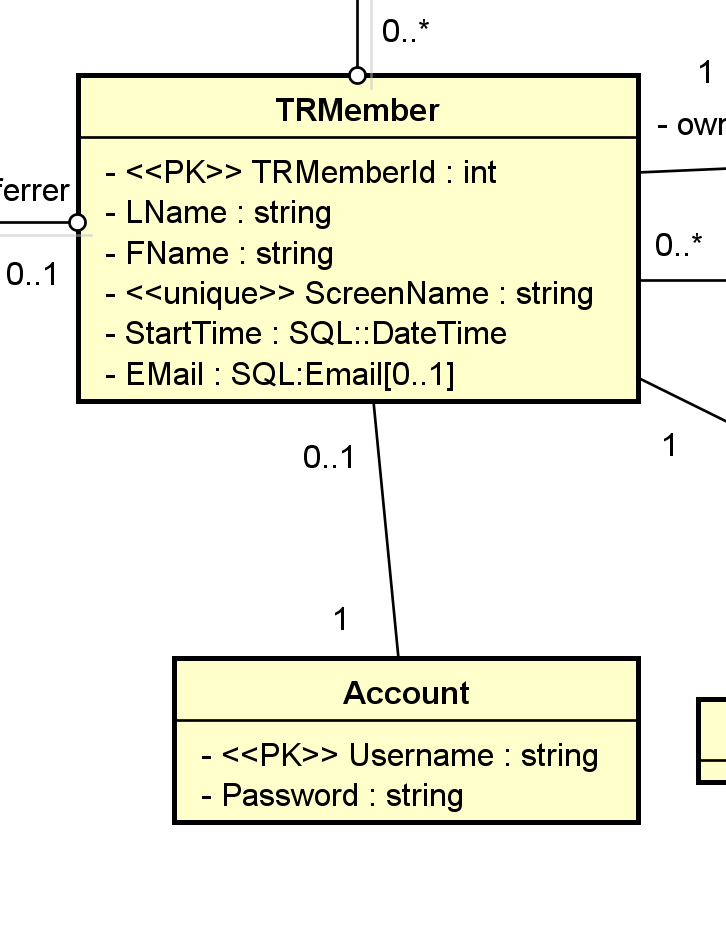 0..*
1
TRMember
- own
- <<PK>> TRMemberId : int
ferrer
- LName : string
- FName : string
0..*
0..1
- <<unique>> ScreenName : string
- StartTime : SQL::DateTime
- EMail : SQL:Email[0..1]
1
0..1
1
Account
- <<PK>> Username : string
- Password : string